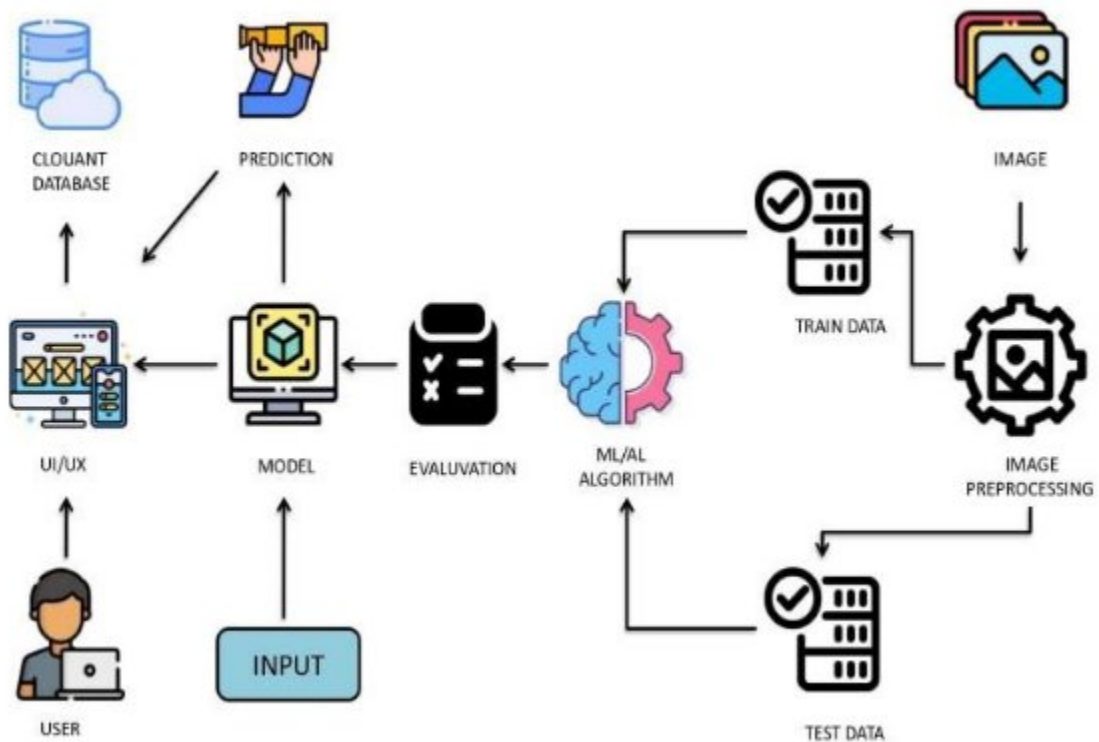 CLOUANT
DATABASE
PREDICTION
IMAGE
TRAIN DATA
UI/UX
MODEL
EVALUVATION
ML/AL
ALGORITHM
IMAGE
PREPROCESSING
INPUT
USER
TEST DATA